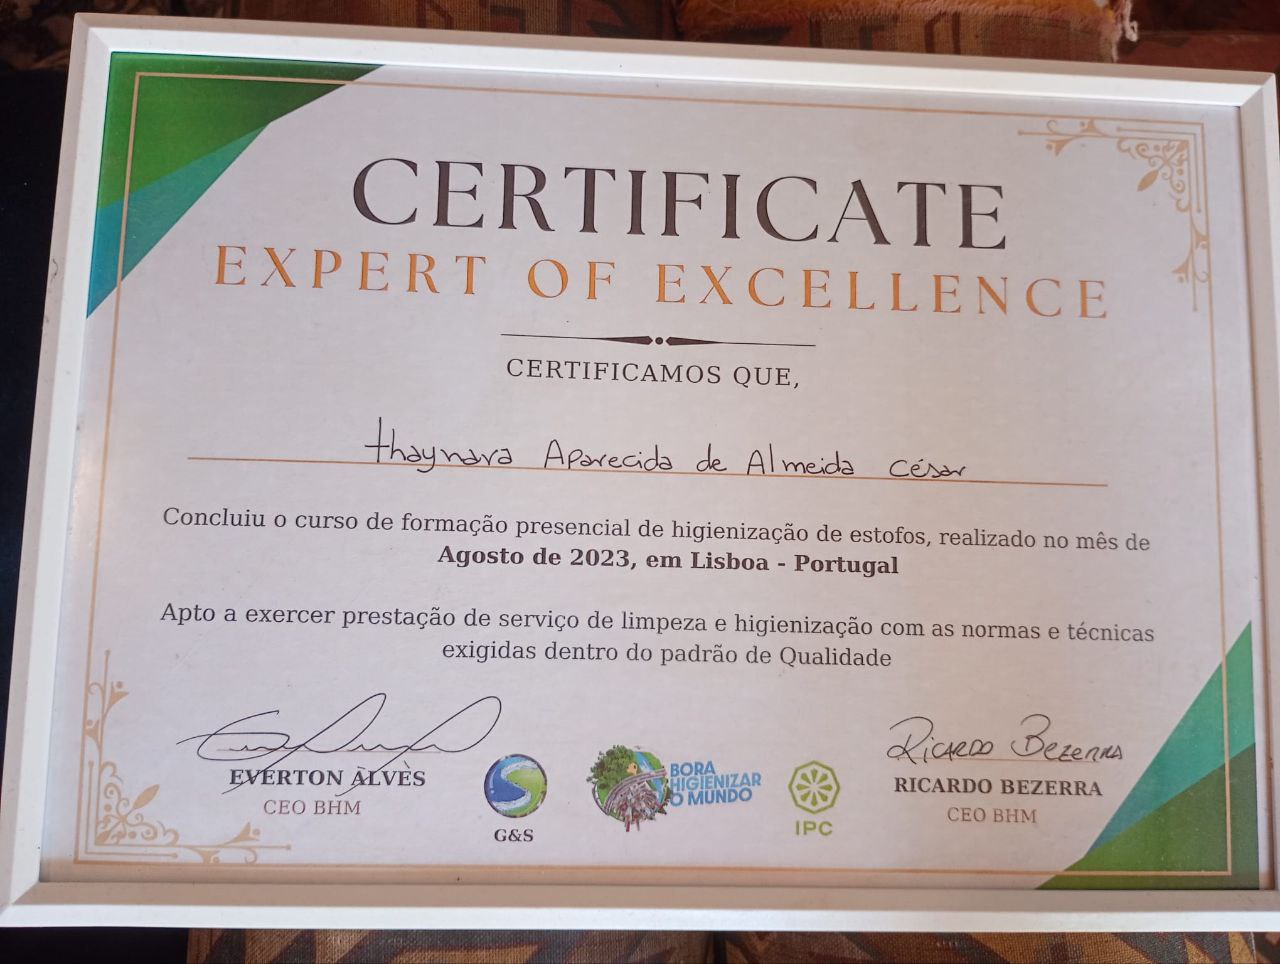 CERTIFICATE
EXPERT OF EXCELLENCE
CERTIFICAMOS QUE,
thaynara Aparecida de Almeida César
Concluiu o curso de formação presencial de higienização de estofos, realizado no mês de
Agosto de 2023, em Lisboa - Portugal
Apto a exercer prestação de serviço de limpeza e higienização com as normas e técnicas
exigidas dentro do padrão de Qualidade
EVERTON ALVES
CEO BHM
G&S
BORA
HIGIENIZAR
O MUNDO
IPC
Ricardo Bezerra
RICARDO BEZERRA
CEO BHM